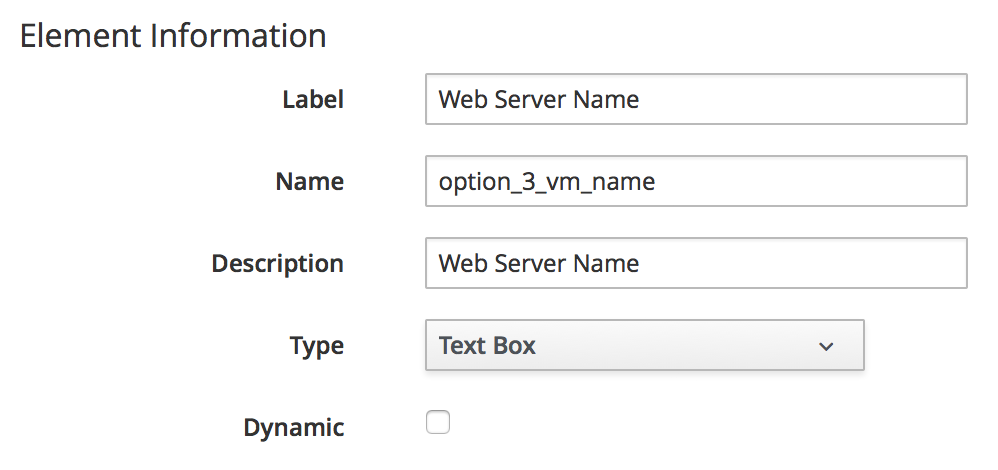 Element Information
Label Web Server Name
Name option_3_vm_name
Description Web Server Name
Type Text Box
Dynamic